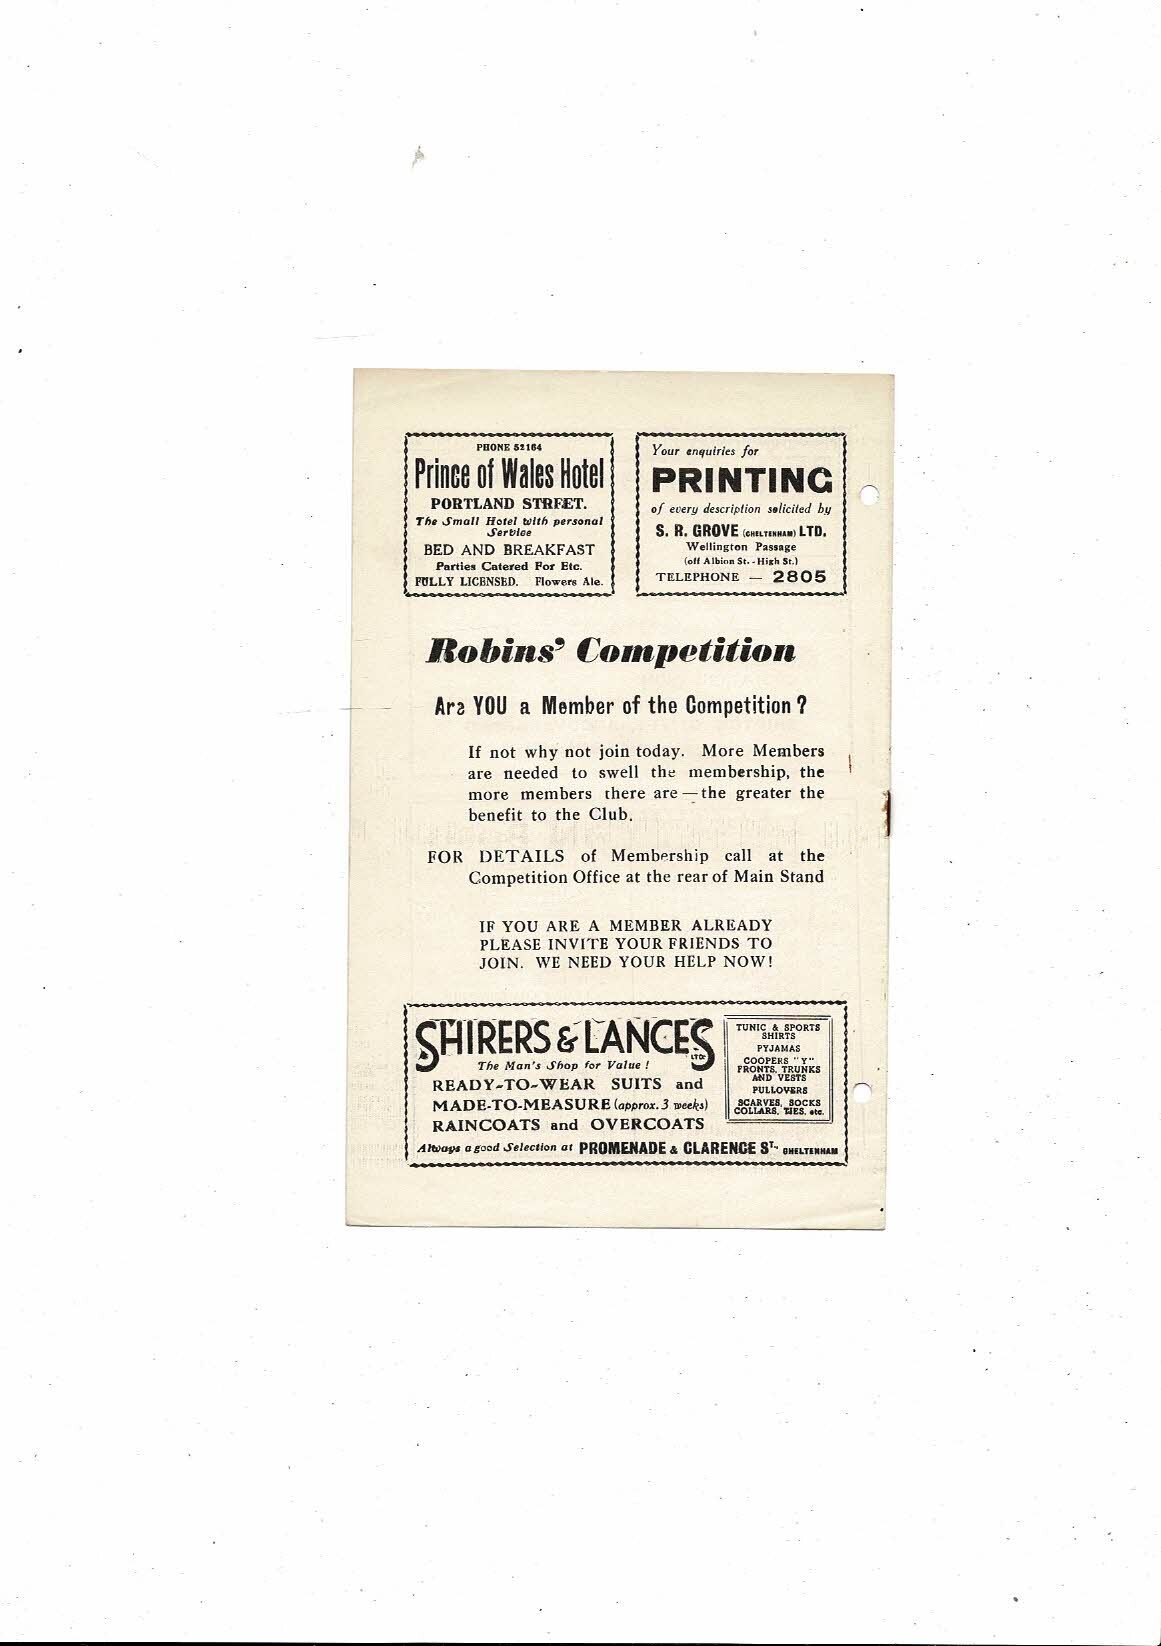 PHONE 52164
Prince of Wales Hotel
PORTLAND STREET.
The Small Hotel with personal
Service
BED AND BREAKFAST
Parties Catered For Etc.
FULLY LICENSED. Flowers Ale.
Your enquiries for
PRINTING
of every description solicited by
S. R. GROVE (CHELTENHAM) LTD.
Wellington Passage
(off Albion St. - High St.)
TELEPHONE — 2805
Robins' Competition
Are YOU a Member of the Competition ?
If not why not join today. More Members
are needed to swell the membership, the
more members there are — the greater the
benefit to the Club.
FOR DETAILS of Membership call at the
Competition Office at the rear of Main Stand
IF YOU ARE A MEMBER ALREADY
PLEASE INVITE YOUR FRIENDS TO
JOIN. WE NEED YOUR HELP NOW!
SHIRERS & LANCES LTD.
The Man's Shop for Value !
READY-TO-WEAR SUITS and
MADE-TO-MEASURE (approx. 3 weeks)
RAINCOATS and OVERCOATS
TUNIC & SPORTS
SHIRTS
PYJAMAS
COOPERS "Y"
FRONTS, TRUNKS
AND VESTS
PULLOVERS
SCARVES, SOCKS
COLLARS, TIES, etc.
Always a good Selection at PROMENADE & CLARENCE ST., CHELTENHAM